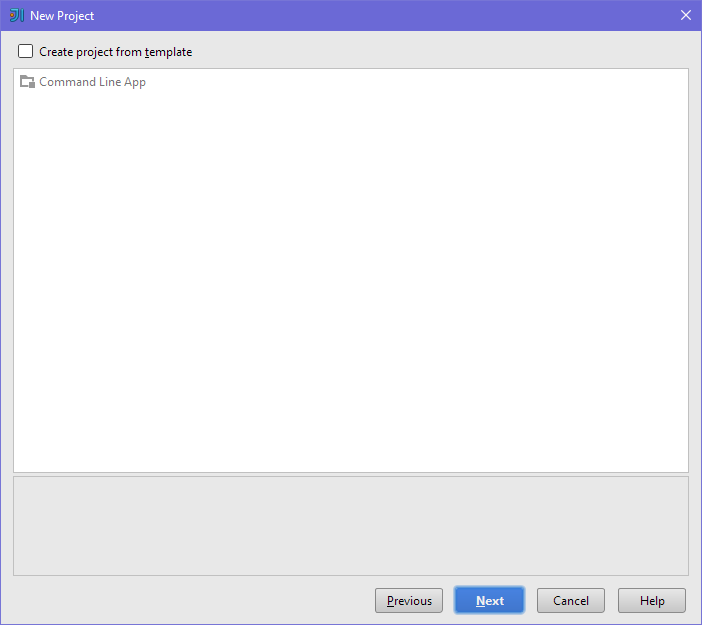 New Project
Create project from template
Command Line App
Previous Next Cancel Help